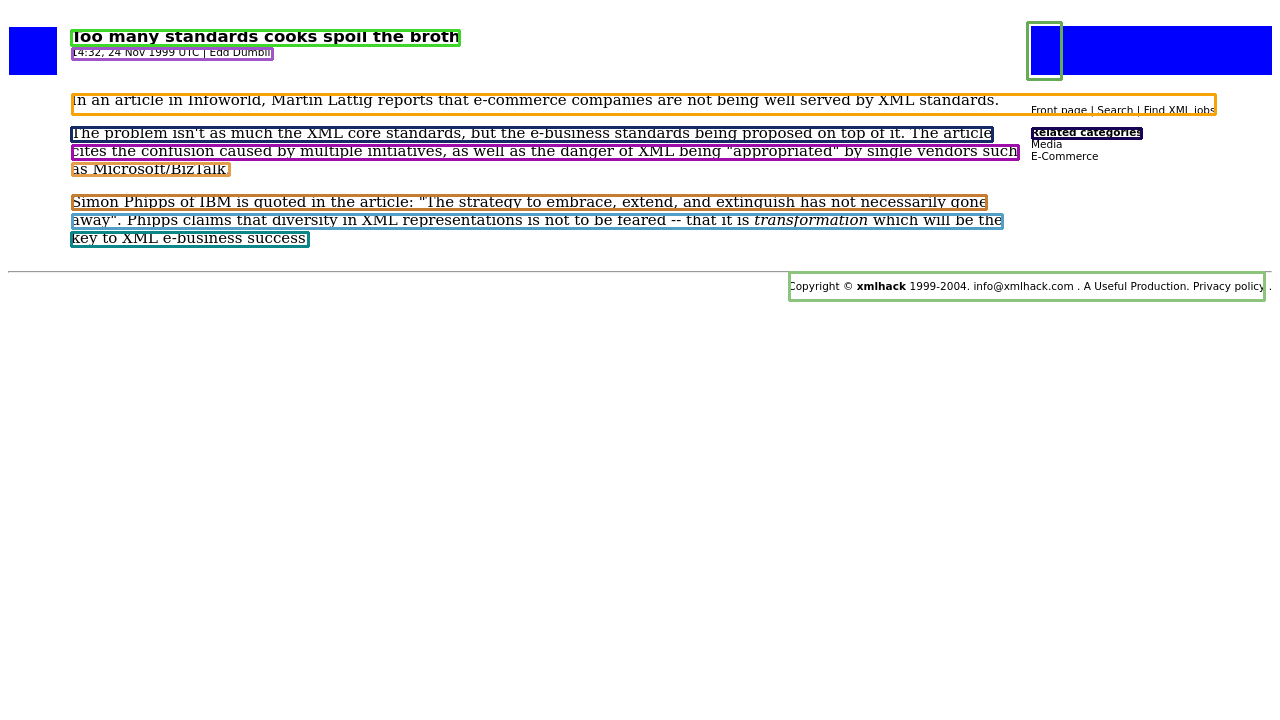 Too many standards cooks spoil the broth
14:32, 24 Nov 1999 UTC | Edd Dumbill
In an article in Infoworld, Martin Lattig reports that e-commerce companies are not being well served by XML standards.
The problem isn't as much the XML core standards, but the e-business standards being proposed on top of it. The article
cites the confusion caused by multiple initiatives, as well as the danger of XML being "appropriated" by single vendors such
as Microsoft/BizTalk.
Simon Phipps of IBM is quoted in the article: "The strategy to embrace, extend, and extinguish has not necessarily gone
away". Phipps claims that diversity in XML representations is not to be feared -- that it is transformation which will be the
key to XML e-business success.
Front page | Search | Find XML jobs
Related categories
Media
E-Commerce
Copyright © xmlhack 1999-2004. info@xmlhack.com . A Useful Production. Privacy policy .